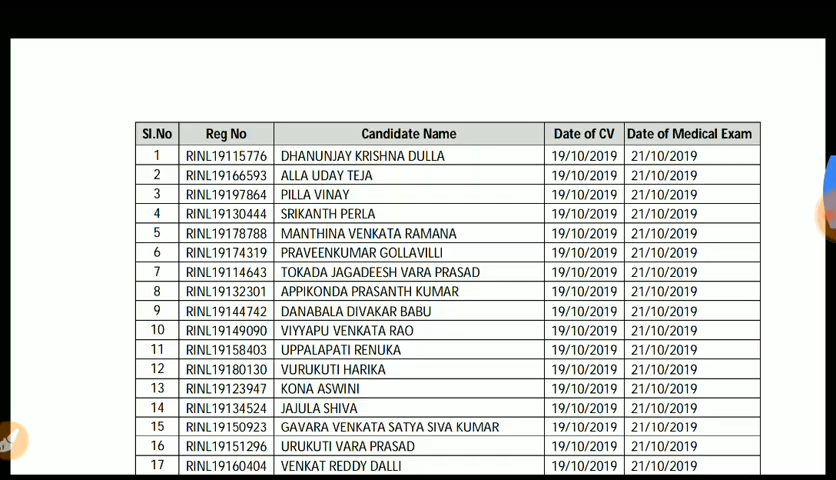 Sl.No Reg No Candidate Name Date of CV Date of Medical Exam
1 RINL19115776 DHANUNJAY KRISHNA DULLA 19/10/2019 21/10/2019
2 RINL19166593 ALLA UDAY TEJA 19/10/2019 21/10/2019
3 RINL19197864 PILLA VINAY 19/10/2019 21/10/2019
4 RINL19130444 SRIKANTH PERLA 19/10/2019 21/10/2019
5 RINL19178788 MANTHINA VENKATA RAMANA 19/10/2019 21/10/2019
6 RINL19174319 PRAVEENKUMAR GOLLAVILLI 19/10/2019 21/10/2019
7 RINL19114643 TOKADA JAGADEESH VARA PRASAD 19/10/2019 21/10/2019
8 RINL19132301 APPIKONDA PRASANTH KUMAR 19/10/2019 21/10/2019
9 RINL19144742 DANABALA DIVAKAR BABU 19/10/2019 21/10/2019
10 RINL19149090 VIYYAPU VENKATA RAO 19/10/2019 21/10/2019
11 RINL19158403 UPPALAPATI RENUKA 19/10/2019 21/10/2019
12 RINL19180130 VURUKUTI HARIKA 19/10/2019 21/10/2019
13 RINL19123947 KONA ASWINI 19/10/2019 21/10/2019
14 RINL19134524 JAJULA SHIVA 19/10/2019 21/10/2019
15 RINL19150923 GAVARA VENKATA SATYA SIVA KUMAR 19/10/2019 21/10/2019
16 RINL19151296 URUKUTI VARA PRASAD 19/10/2019 21/10/2019
17 RINL19160404 VENKAT REDDY DALLI 19/10/2019 21/10/2019